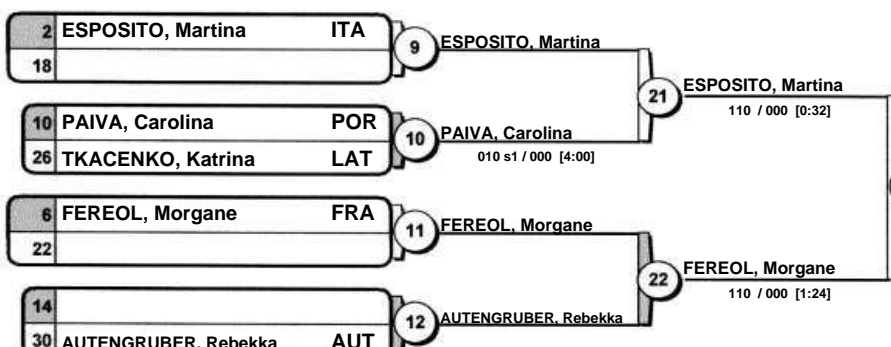 2 ESPOSITO, Martina ITA
18
9 ESPOSITO, Martina
21 ESPOSITO, Martina
110 / 000 [0:32]
10 PAIVA, Carolina POR
26 TKACENKO, Katrina LAT
10 PAIVA, Carolina
010 s1 / 000 [4:00]
6 FEREOL, Morgane FRA
22
11 FEREOL, Morgane
22 FEREOL, Morgane
110 / 000 [1:24]
14
30 AUTENGRUBER, Rebekka AUT
12 AUTENGRUBER, Rebekka